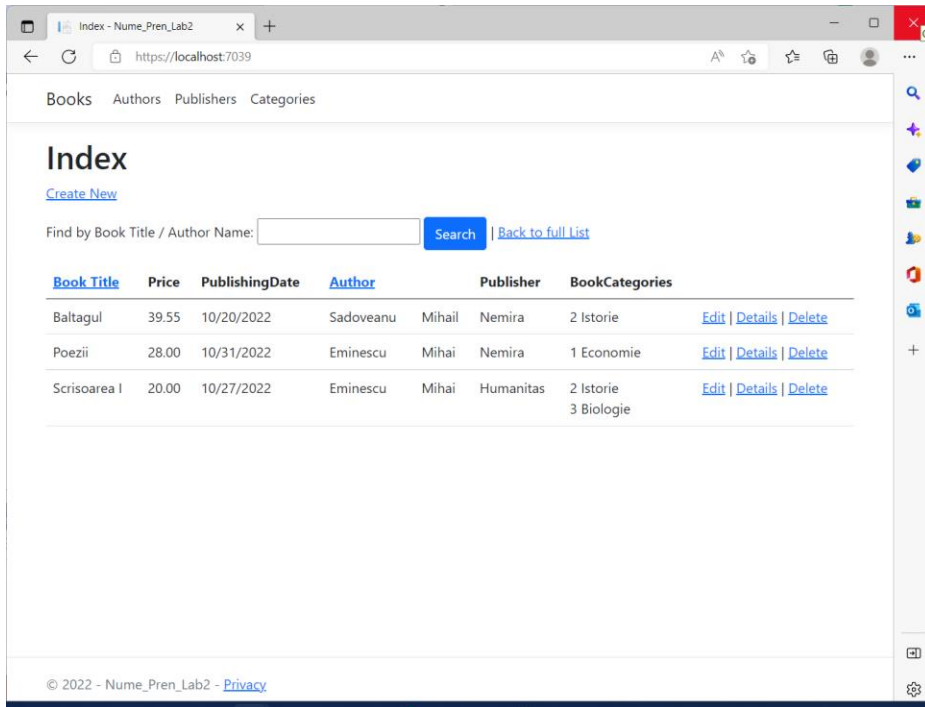 Index - Nume_Pren_Lab2
https://localhost:7039
Books Authors Publishers Categories
Index
Create New
Find by Book Title / Author Name: Search | Back to full List
Book Title Price PublishingDate Author Publisher BookCategories
Baltagul 39.55 10/20/2022 Sadoveanu Mihail Nemira 2 Istorie Edit | Details | Delete
Poezii 28.00 10/31/2022 Eminescu Mihai Nemira 1 Economie Edit | Details | Delete
Scrisoarea I 20.00 10/27/2022 Eminescu Mihai Humanitas 2 Istorie Edit | Details | Delete
3 Biologie
© 2022 - Nume_Pren_Lab2 - Privacy